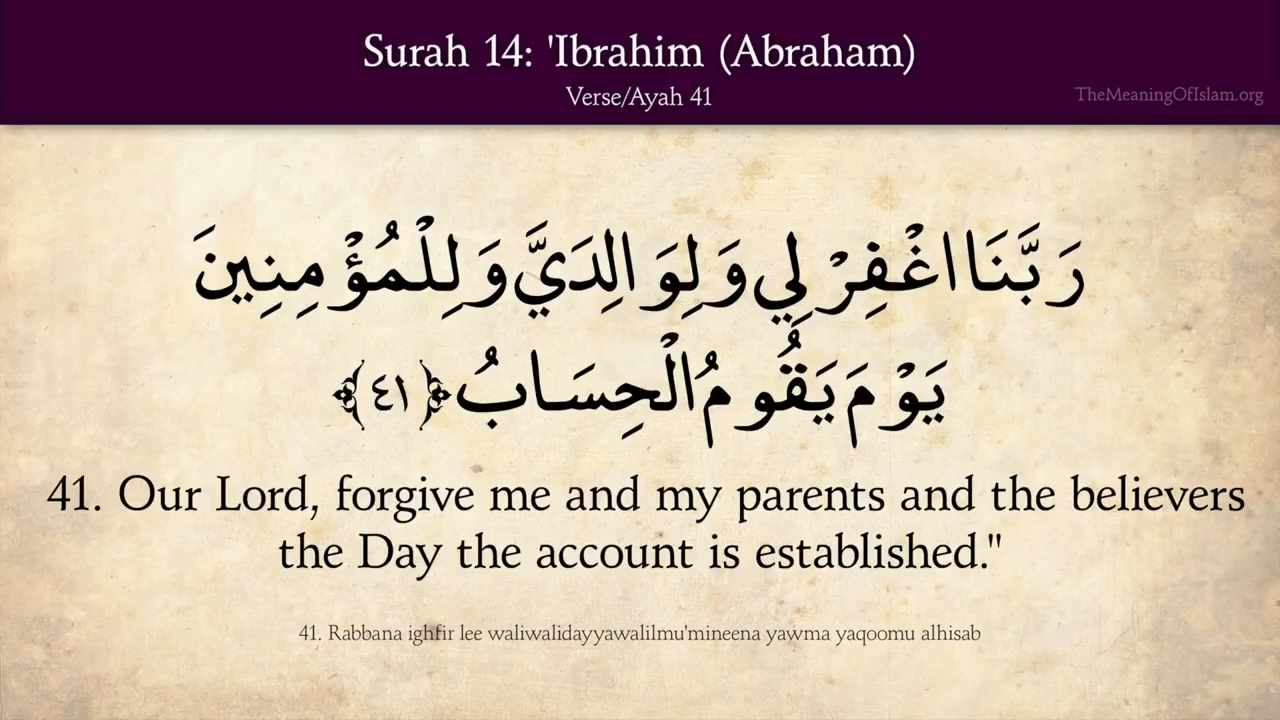 Surah 14: 'Ibrahim (Abraham)
Verse/Ayah 41
TheMeaningOfIslam.org
رَبَّنَا اغْفِرْ لِي وَلِوَالِدَيَّ وَلِلْمُؤْمِنِينَ
يَوْمَ يَقُومُ الْحِسَابُ ﴿٤١﴾
41. Our Lord, forgive me and my parents and the believers
the Day the account is established."
41. Rabbana ighfir lee waliwalidayyawalilmu'mineena yawma yaqoomu alhisab